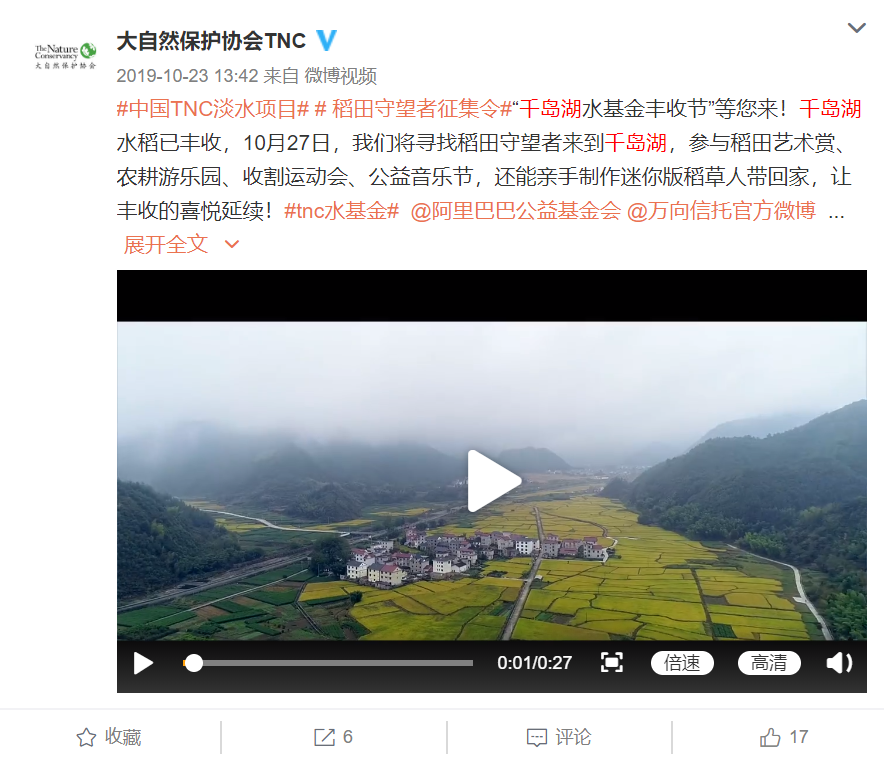 The Nature
Conservancy
大自然保护协会
大自然保护协会TNC
2019-10-23 13:42 来自 微博视频
#中国TNC淡水项目# # 稻田守望者征集令#“千岛湖水基金丰收节”等您来！千岛湖
水稻已丰收，10月27日，我们将寻找稻田守望者来到千岛湖，参与稻田艺术赏、
农耕游乐园、收割运动会、公益音乐节，还能亲手制作迷你版稻草人带回家，让
丰收的喜悦延续！#tnc水基金# @阿里巴巴公益基金会 @万向信托官方微博 ...
展开全文
0:01/0:27 倍速 高清
收藏 6 评论 17